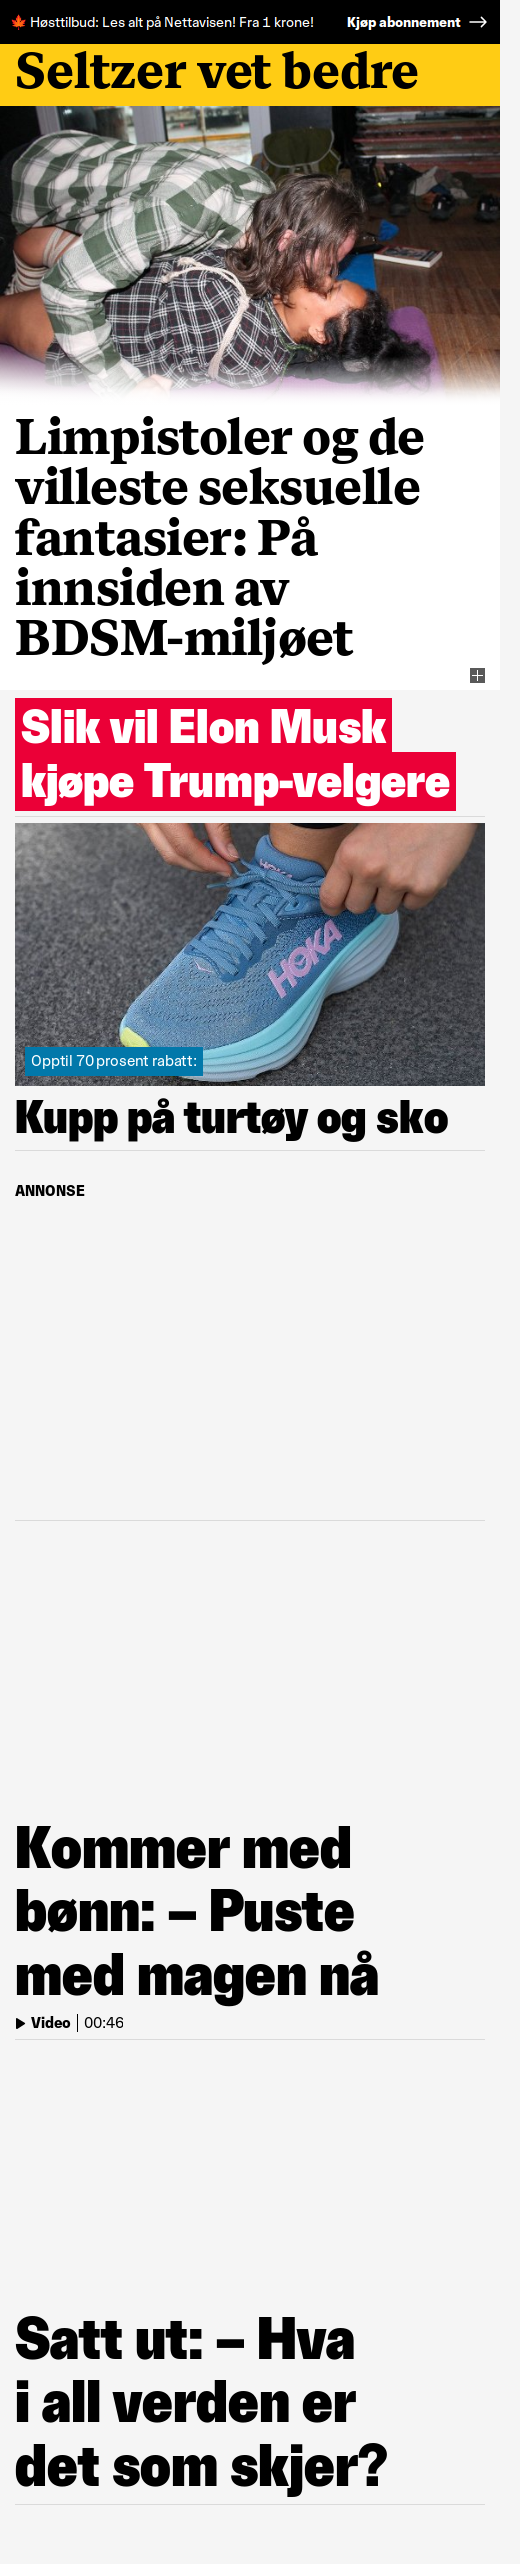 🍁 Høsttilbud: Les alt på Nettavisen! Fra 1 krone! Kjøp abonnement →
Seltzer vet bedre
Limpistoler og de
villeste seksuelle
fantasier: På
innsiden av
BDSM-miljøet
Slik vil Elon Musk
kjøpe Trump-velgere
HOKA
HOKA
Opptil 70 prosent rabatt:
Kupp på turtøy og sko
ANNONSE
Kommer med
bønn: – Puste
med magen nå
Video | 00:46
Satt ut: – Hva
i all verden er
det som skjer?